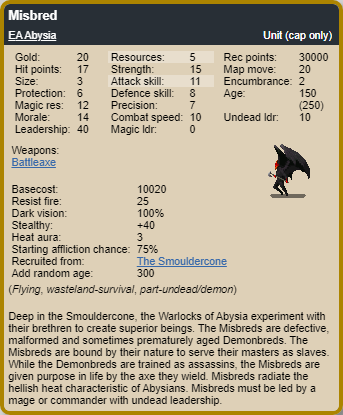 Misbred
EA Abysia Unit (cap only)
Gold: 20 Resources: 5 Rec points: 30000
Hit points: 17 Strength: 15 Map move: 20
Size: 3 Attack skill: 11 Encumbrance: 2
Protection: 6 Defence skill: 8 Age: 150
Magic res: 12 Precision: 7 (250)
Morale: 14 Combat speed: 10 Undead ldr: 10
Leadership: 40 Magic ldr: 0
Weapons:
Battleaxe
Basecost: 10020
Resist fire: 25
Dark vision: 100%
Stealthy: +40
Heat aura: 3
Starting affliction chance: 75%
Recruited from: The Smouldercone
Add random age: 300
(Flying, wasteland-survival, part-undead/demon)
Deep in the Smouldercone, the Warlocks of Abysia experiment with
their brethren to create superior beings. The Misbreds are defective,
malformed and sometimes prematurely aged Demonbreds. The
Misbreds are bound by their nature to serve their masters as slaves.
While the Demonbreds are trained as assassins, the Misbreds are
given purpose in life by the axe they wield. Misbreds radiate the
hellish heat characteristic of Abysians. Misbreds must be led by a
mage or commander with undead leadership.